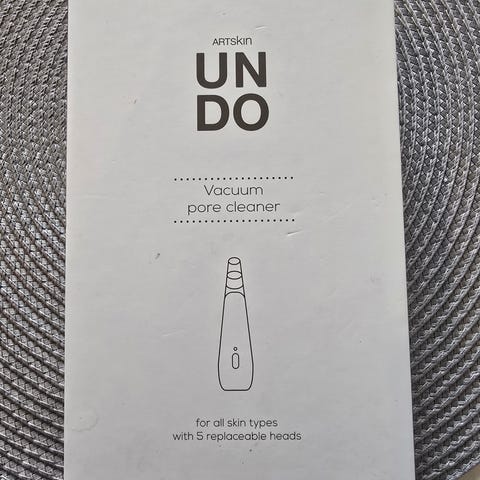 ARTSkin
UN
DO
Vacuum
pore cleaner
for all skin types
with 5 replaceable heads